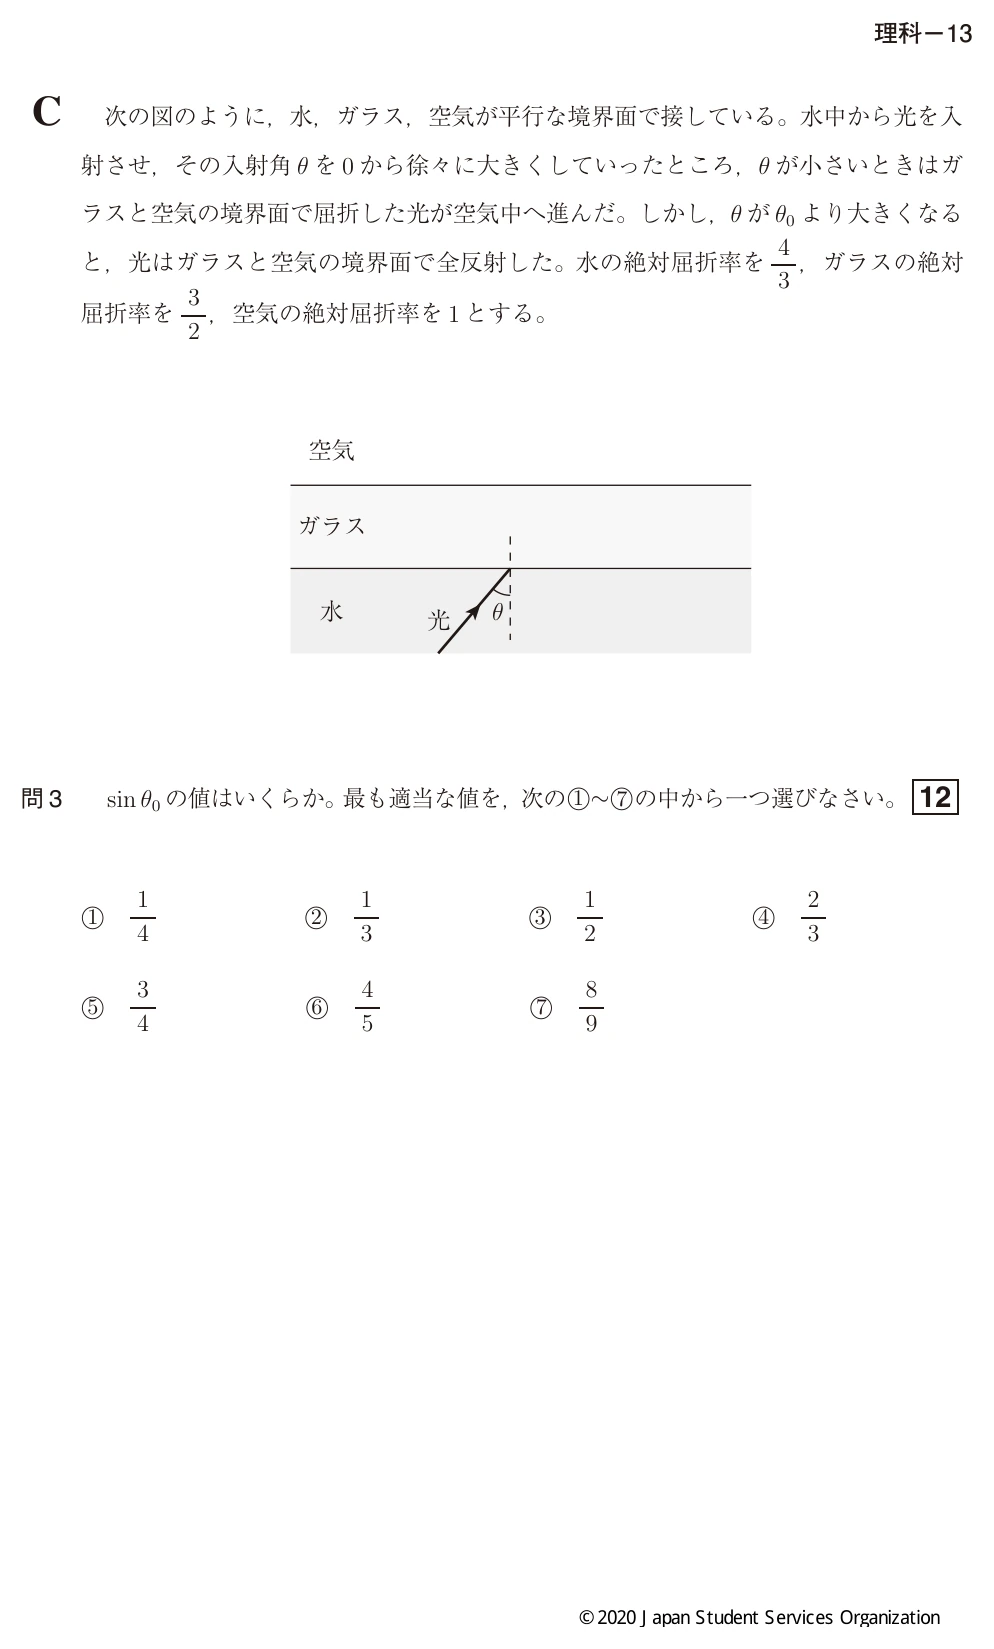 理科－13
C 次の図のように，水，ガラス，空気が平行な境界面で接している。水中から光を入
射させ，その入射角 θ を 0 から徐々に大きくしていったところ，θ が小さいときはガ
ラスと空気の境界面で屈折した光が空気中へ進んだ。しかし，θ が θ₀ より大きくなる
と，光はガラスと空気の境界面で全反射した。水の絶対屈折率を 4/3，ガラスの絶対
屈折率を 3/2，空気の絶対屈折率を 1 とする。
空気
ガラス
水
光
θ
問3 sin θ₀ の値はいくらか。最も適当な値を，次の①～⑦の中から一つ選びなさい。 12
① 1/4 ② 1/3 ③ 1/2 ④ 2/3
⑤ 3/4 ⑥ 4/5 ⑦ 8/9
© 2020 Japan Student Services Organization